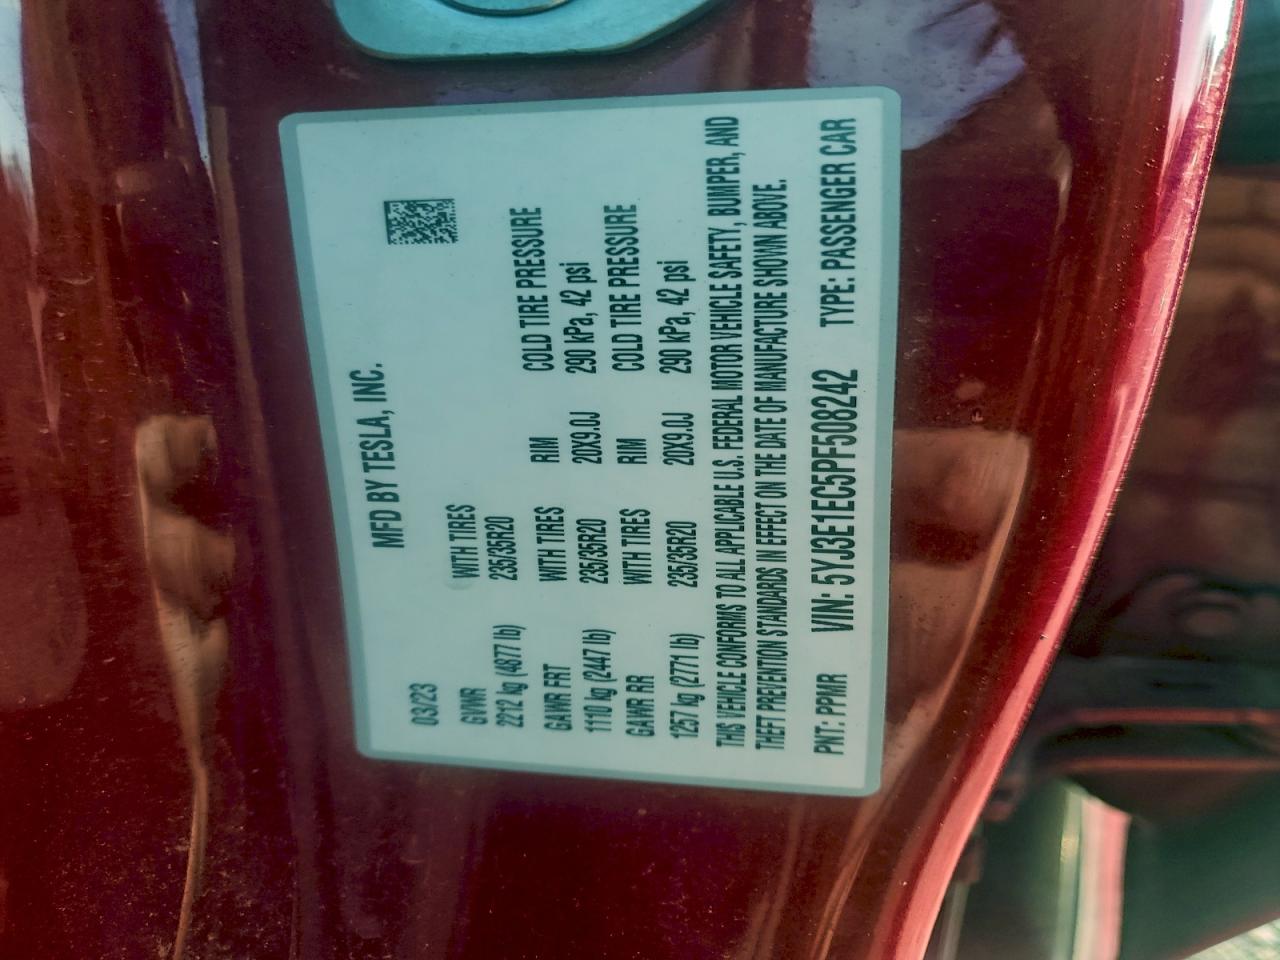 MFD BY TESLA, INC.
03/23
GVWR WITH TIRES
2212 kg (4877 lb) 235/35R20
GAWR FRT WITH TIRES RIM COLD TIRE PRESSURE
1110 kg (2447 lb) 235/35R20 20X9.0J 290 kPa, 42 psi
GAWR RR WITH TIRES RIM COLD TIRE PRESSURE
1257 kg (2771 lb) 235/35R20 20X9.0J 290 kPa, 42 psi
THIS VEHICLE CONFORMS TO ALL APPLICABLE U.S. FEDERAL MOTOR VEHICLE SAFETY, BUMPER, AND
THEFT PREVENTION STANDARDS IN EFFECT ON THE DATE OF MANUFACTURE SHOWN ABOVE.
PNT: PPMR VIN: 5YJ3E1EC5PF508242 TYPE: PASSENGER CAR